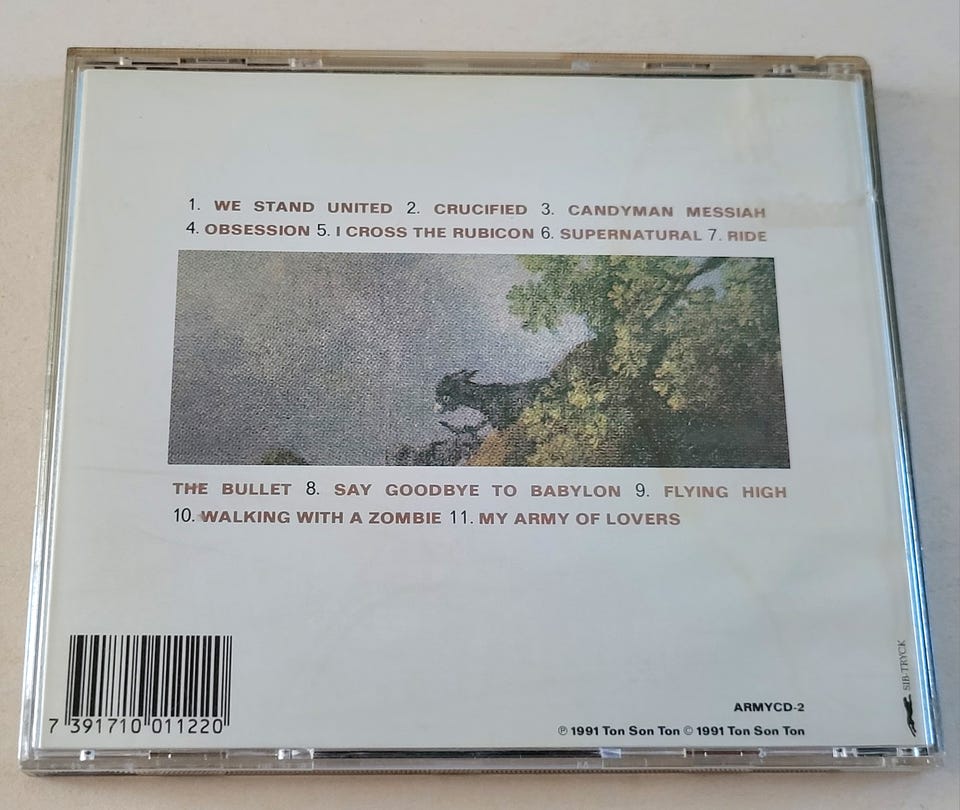 1. WE STAND UNITED 2. CRUCIFIED 3. CANDYMAN MESSIAH
4. OBSESSION 5. I CROSS THE RUBICON 6. SUPERNATURAL 7. RIDE
THE BULLET 8. SAY GOODBYE TO BABYLON 9. FLYING HIGH
10. WALKING WITH A ZOMBIE 11. MY ARMY OF LOVERS
7 391710 011220
ARMYCD-2
℗ 1991 Ton Son Ton © 1991 Ton Son Ton
SIB-TRYCK